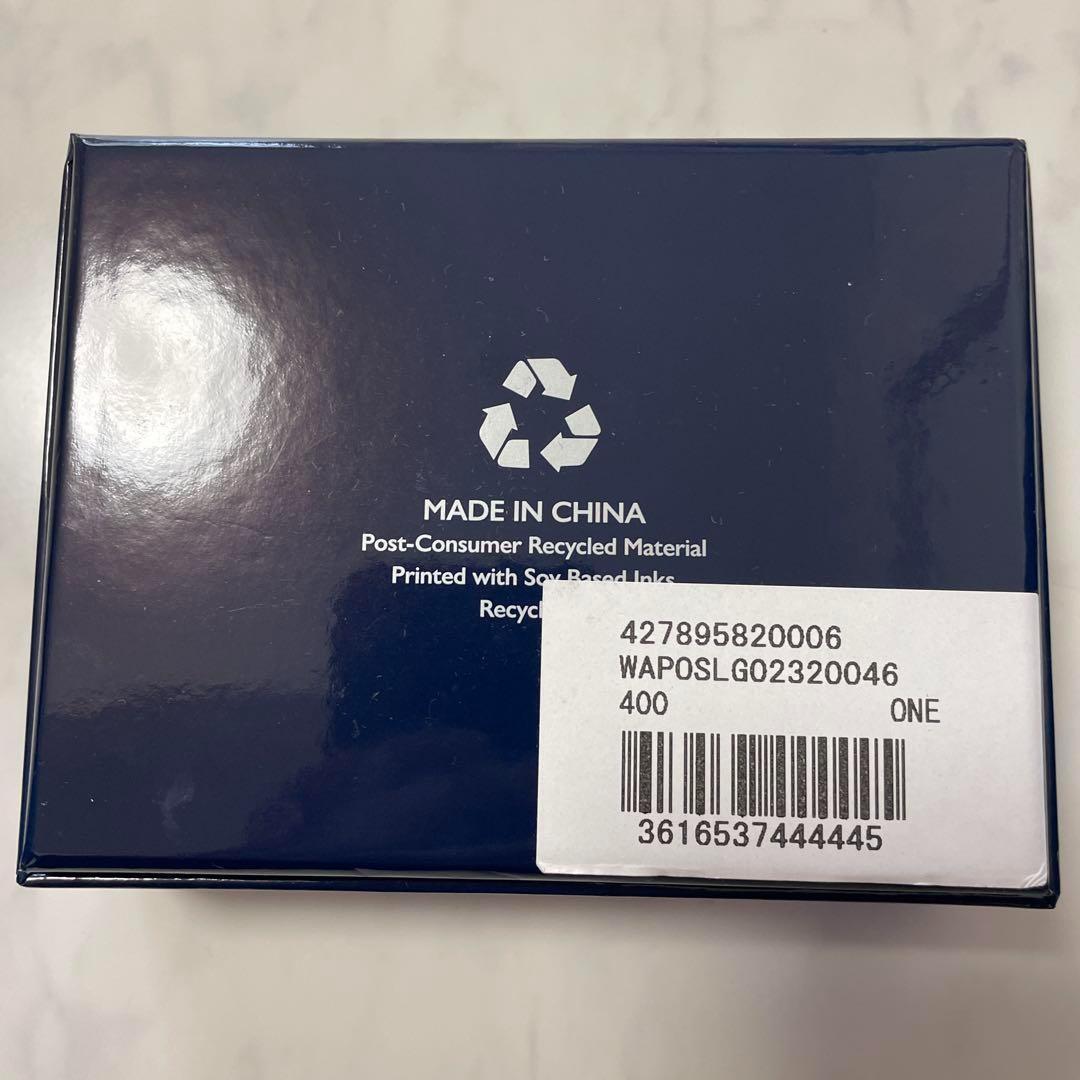 MADE IN CHINA
Post-Consumer Recycled Material
Printed with Soy Based Inks
427895820006
WAPOSLG02320046
400 ONE
3616537444445